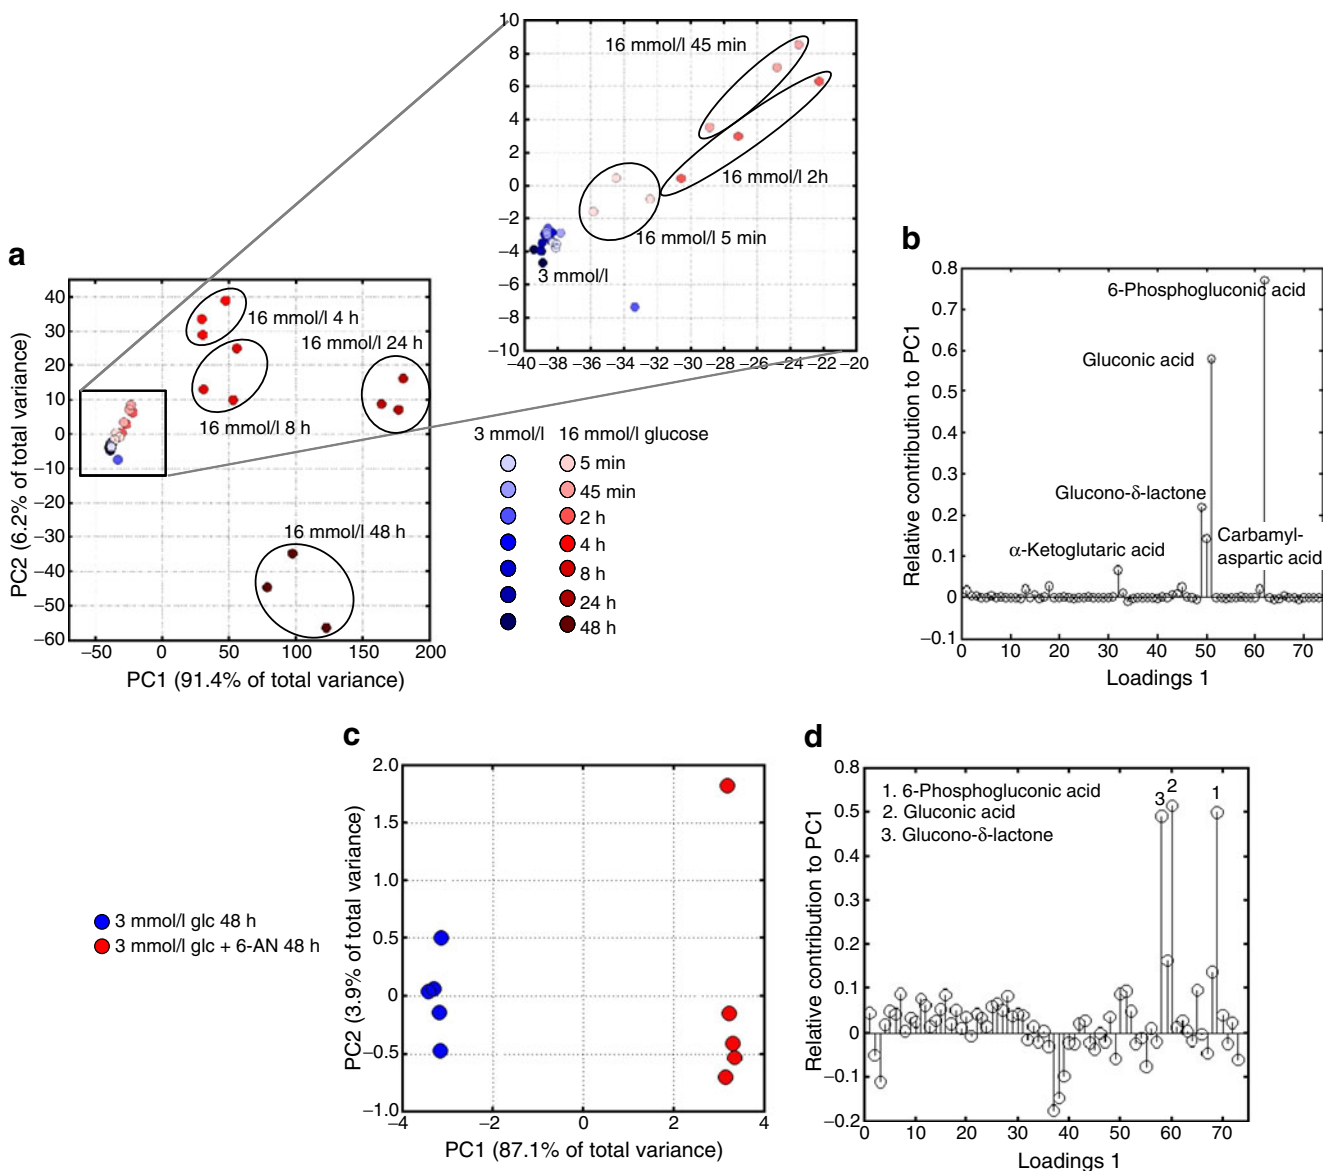 10
8
6
4
2
0
−2
−4
−6
−8
−10
−40 −38 −36 −34 −33 −31 −30 −28 −26 −24 −22 −20
16 mmol/l 45 min
16 mmol/l 2h
16 mmol/l 5 min
3 mmol/l
a
40
30
20
10
0
−10
−20
−30
−40
−50
−60
−50 0 50 100 150 200
PC2 (6.2% of total variance)
PC1 (91.4% of total variance)
16 mmol/l 4 h
16 mmol/l 24 h
16 mmol/l 8 h
16 mmol/l 48 h
3 mmol/l 16 mmol/l glucose
5 min
45 min
2 h
4 h
8 h
24 h
48 h
b
0.8
0.7
0.6
0.5
0.4
0.3
0.2
0.1
0
−0.1
0 10 20 30 40 50 60 70
Relative contribution to PC1
Loadings 1
6-Phosphogluconic acid
Gluconic acid
Glucono-δ-lactone
Carbamyl-
aspartic acid
α-Ketoglutaric acid
c
2.0
1.5
1.0
0.5
0
−0.5
−1.0
−4 −2 0 2 4
PC2 (3.9% of total variance)
PC1 (87.1% of total variance)
3 mmol/l glc 48 h
3 mmol/l glc + 6-AN 48 h
d
0.8
0.5
0.4
0.3
0.2
0.1
0
−0.1
−0.2
0 10 20 30 40 50 60 70
Relative contribution to PC1
Loadings 1
1. 6-Phosphogluconic acid
2. Gluconic acid
3. Glucono-δ-lactone
3
2
1